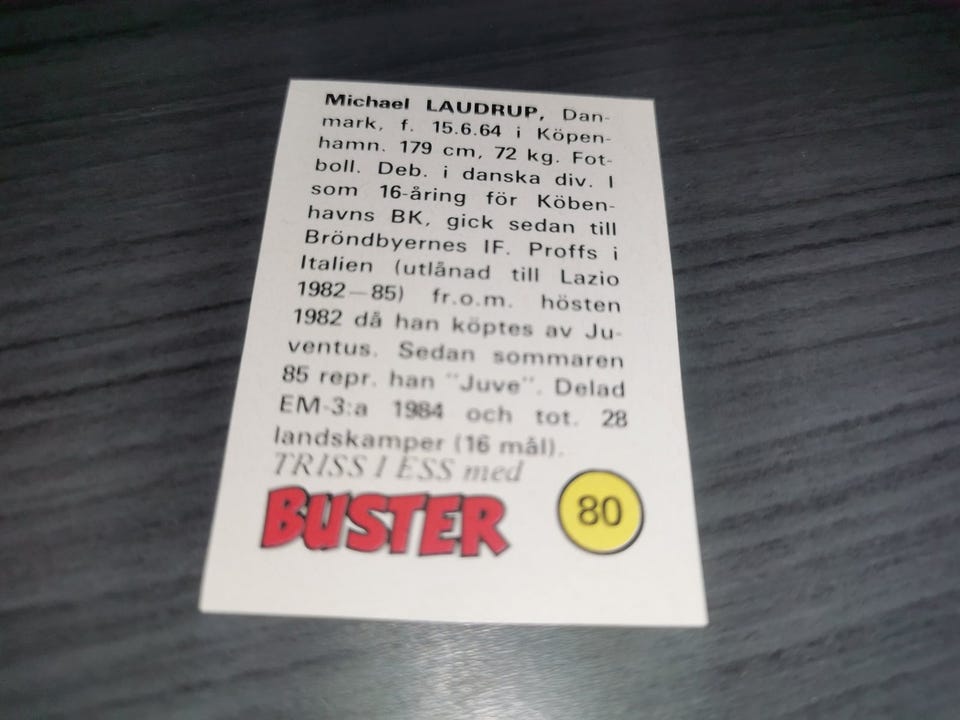 Michael LAUDRUP, Dan-
mark, f. 15.6.64 i Köpen-
hamn. 179 cm, 72 kg. Fot-
boll. Deb. i danska div. I
som 16-åring för Köben-
havns BK, gick sedan till
Bröndbyernes IF. Proffs i
Italien (utlånad till Lazio
1982—85) fr.o.m. hösten
1982 då han köptes av Ju-
ventus. Sedan sommaren
85 repr. han "Juve". Delad
EM-3:a 1984 och tot. 28
landskamper (16 mål).
TRISS I ESS med
BUSTER
80